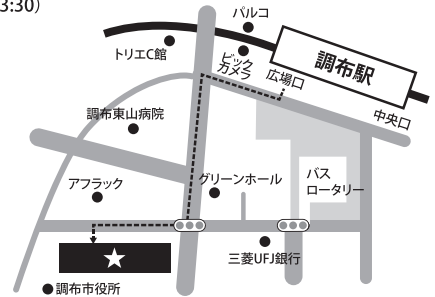 3:30)
パルコ
トリエC館
ビック
カメラ
広場口
調布駅
中央口
調布東山病院
アフラック
グリーンホール
バス
ロータリー
三菱UFJ銀行
調布市役所